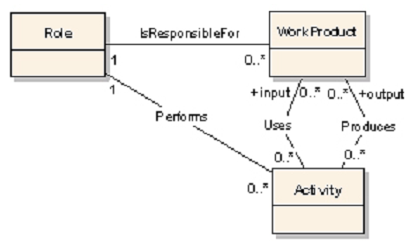 Role
IsResponsibleFor
WorkProduct
1
0..*
1
+input
0..*
0..*
+output
Performs
Uses
Produces
0..*
0..*
0..*
Activity